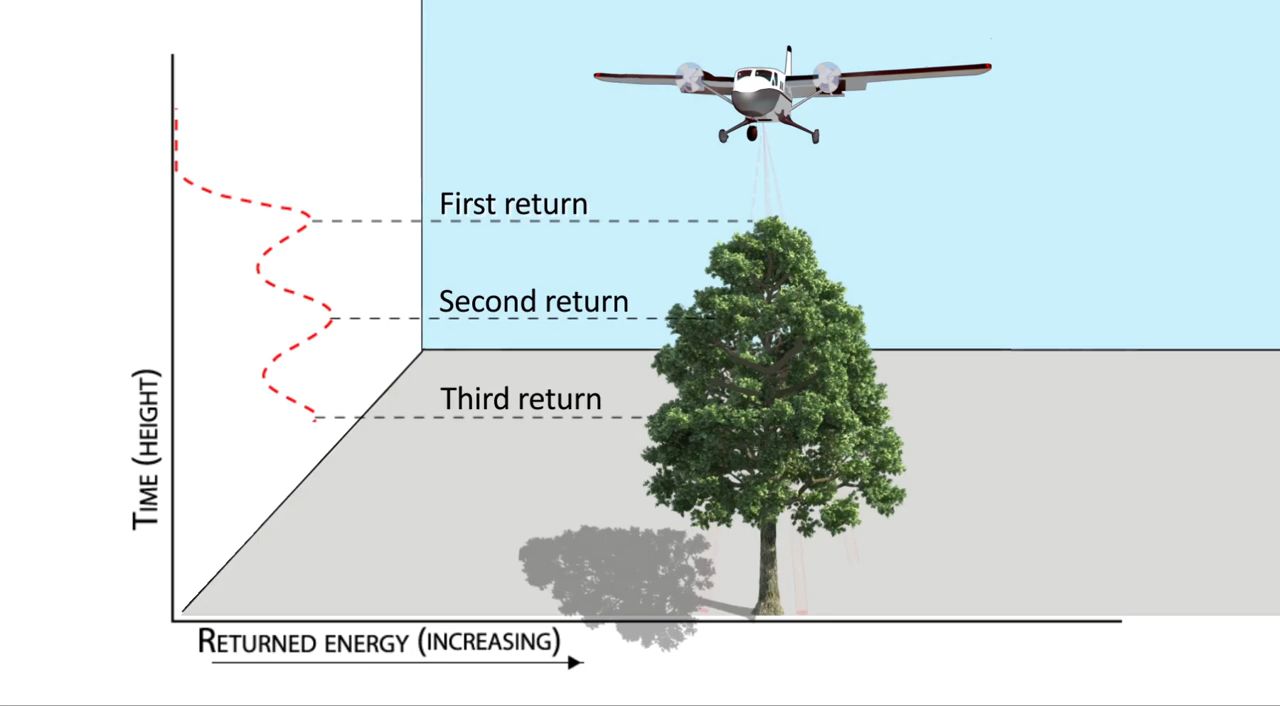 First return
Second return
Third return
TIME (HEIGHT)
RETURNED ENERGY (INCREASING)